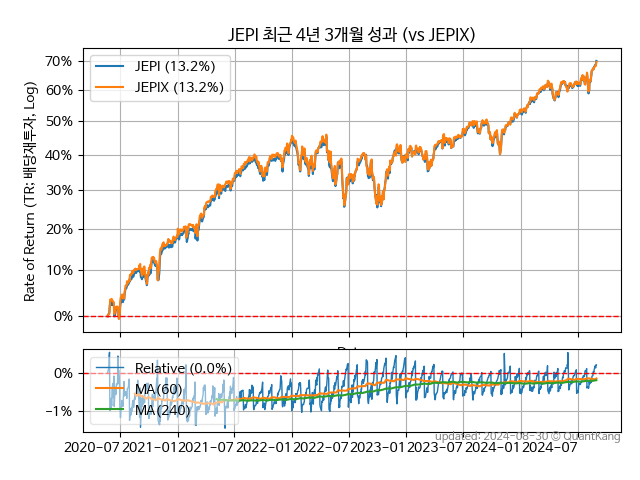 JEPI 최근 4년 3개월 성과 (vs JEPIX)
Rate of Return (TR: 배당재투자, Log)
70%
60%
50%
40%
30%
20%
10%
0%
JEPI (13.2%)
JEPIX (13.2%)
0%
−1%
Relative (0.0%)
MA(60)
MA(240)
2020-07
2021-01
2021-07
2022-01
2022-07
2023-01
2023-07
2024-01
2024-07
updated: 2024-08-30 © QuantKang